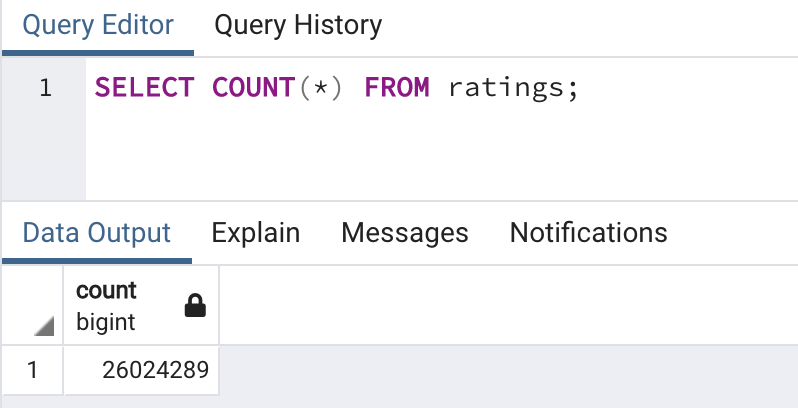 Query Editor Query History
1 SELECT COUNT(*) FROM ratings;
Data Output Explain Messages Notifications
count
bigint
1 26024289